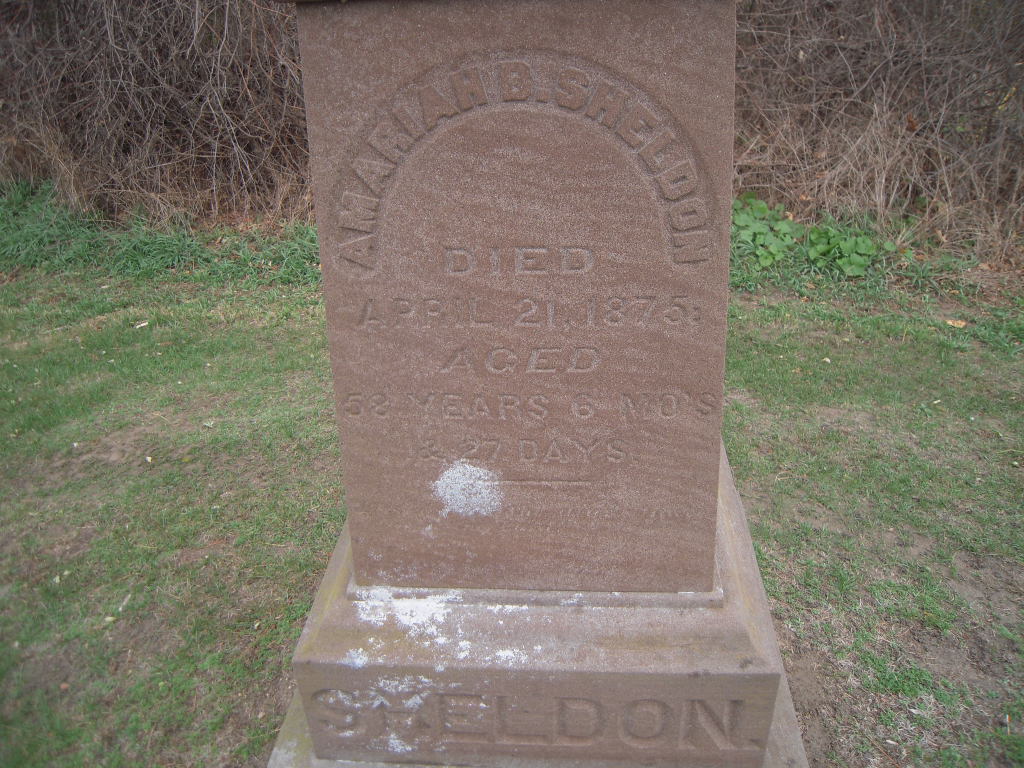 AMARIAH B. SHELDON
DIED
APRIL 21, 1875;
AGED
58 YEARS 6 MO'S
& 27 DAYS.
SHELDON.